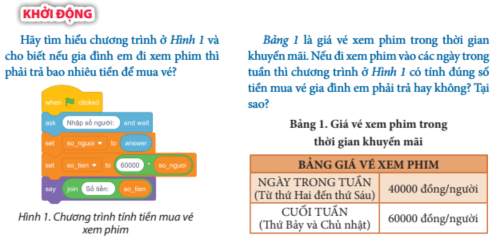 KHỞI ĐỘNG
Hãy tìm hiểu chương trình ở Hình 1 và
cho biết nếu gia đình em đi xem phim thì
phải trả bao nhiêu tiền để mua vé?
when clicked
ask Nhập số người: and wait
set so_nguoi to answer
set so_tien to 60000 * so_nguoi
say join Số tiền: so_tien
Hình 1. Chương trình tính tiền mua vé
xem phim
Bảng 1 là giá vé xem phim trong thời gian
khuyến mãi. Nếu đi xem phim vào các ngày trong
tuần thì chương trình ở Hình 1 có tính đúng số
tiền mua vé gia đình em phải trả hay không? Tại
sao?
Bảng 1. Giá vé xem phim trong
thời gian khuyến mãi
BẢNG GIÁ VÉ XEM PHIM
NGÀY TRONG TUẦN
(Từ thứ Hai đến thứ Sáu)
40000 đồng/người
CUỐI TUẦN
(Thứ Bảy và Chủ nhật)
60000 đồng/người